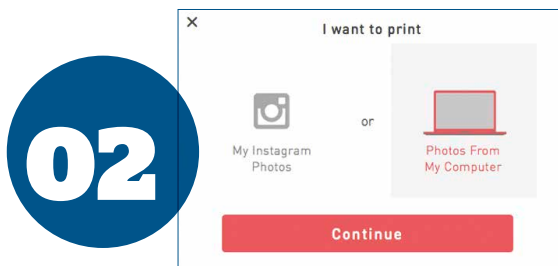 02
×
I want to print
My Instagram
Photos
or
Photos From
My Computer
Continue